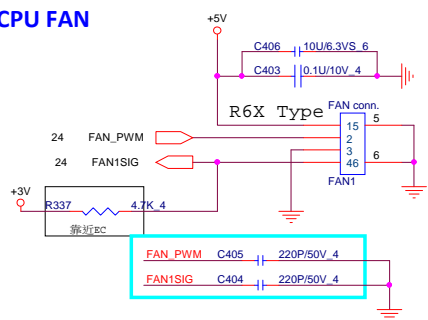 CPU FAN
+5V
C406 10U/6.3VS_6
C403 0.1U/10V_4
R6X Type
FAN conn.
15 5
24 FAN_PWM 2
3
24 FAN1SIG 46 6
FAN1
+3V
R337 4.7K_4
靠近EC
FAN_PWM C405 220P/50V_4
FAN1SIG C404 220P/50V_4